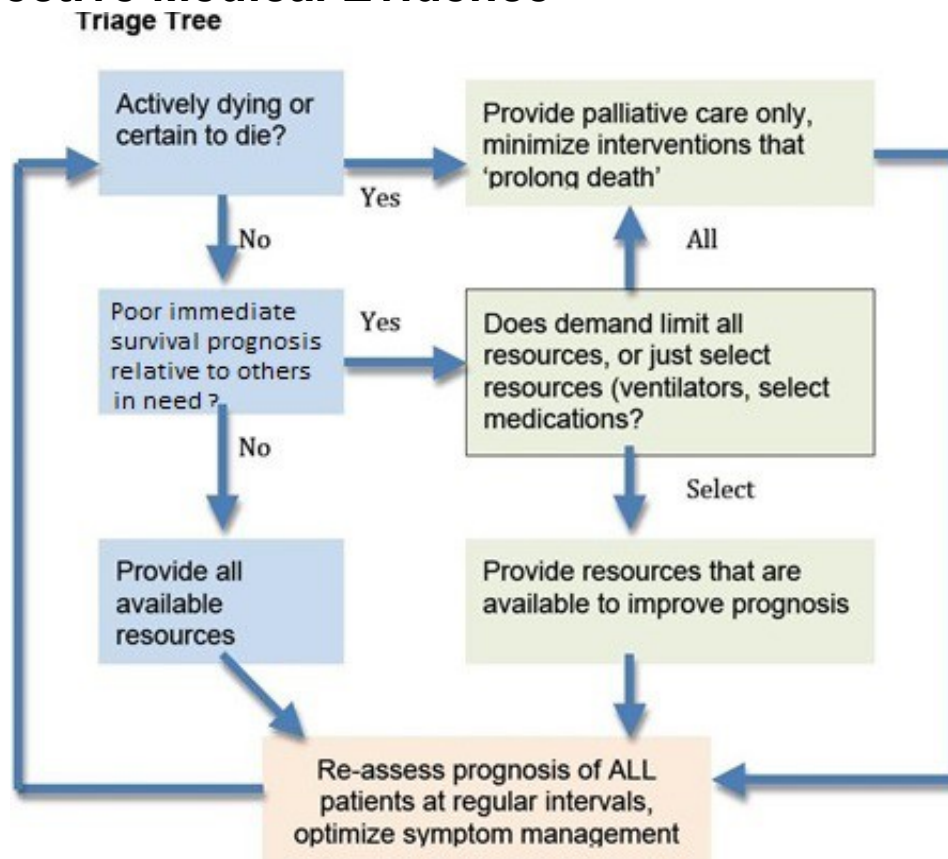 Medical Evidence
Triage Tree
Actively dying or
certain to die?
Provide palliative care only,
minimize interventions that
‘prolong death’
Yes
No
All
Poor immediate
survival prognosis
relative to others
in need ?
Yes
Does demand limit all
resources, or just select
resources (ventilators, select
medications?
No
Select
Provide all
available
resources
Provide resources that are
available to improve prognosis
Re-assess prognosis of ALL
patients at regular intervals,
optimize symptom management